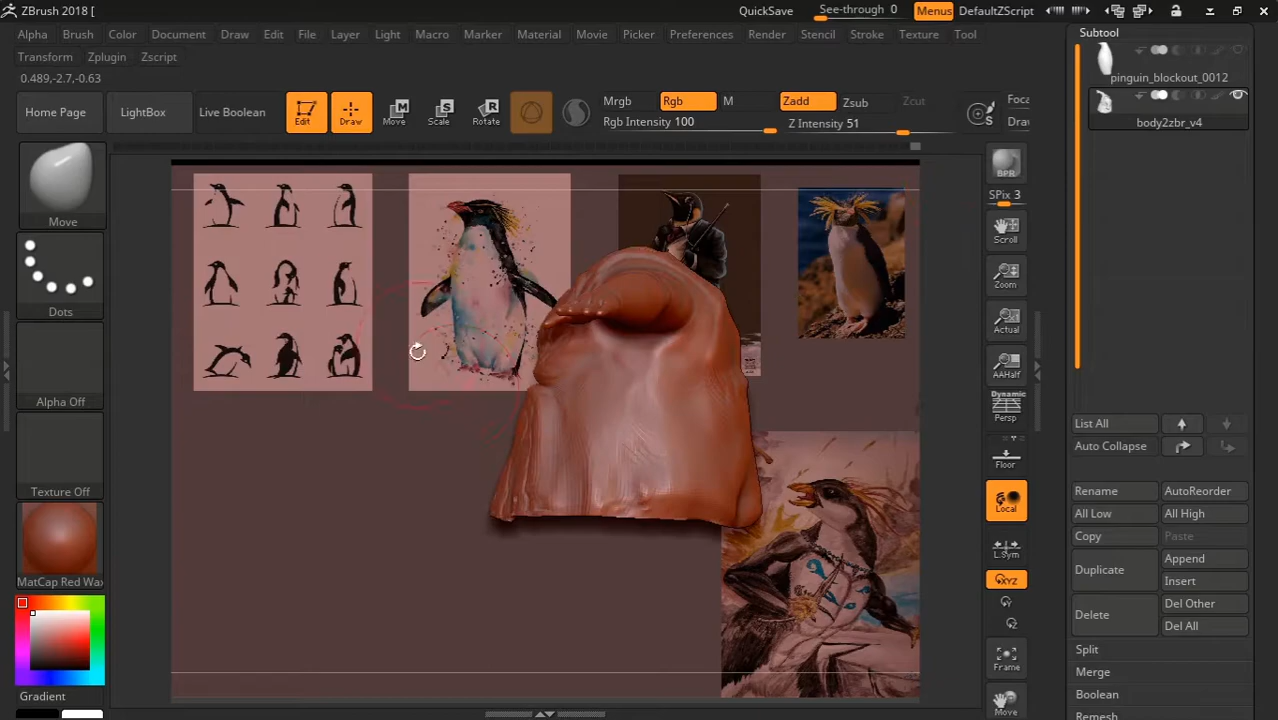 ZBrush 2018 [
QuickSave
See-through 0
Menus
DefaultZScript
Alpha Brush Color Document Draw Edit File Layer Light Macro Marker Material Movie Picker Preferences Render Stencil Stroke Texture Tool
Transform Zplugin Zscript
0.489,-2.7,-0.63
Home Page
LightBox
Live Boolean
Edit
Draw
Move
Scale
Rotate
Mrgb
Rgb
M
Rgb Intensity 100
Zadd
Zsub
Zcut
Z Intensity 51
S
Foca
Draw
Move
Dots
Alpha Off
Texture Off
MatCap Red Wax
Gradient
BPR
SPix 3
Scroll
Zoom
Actual
AAHalf
Dynamic
Persp
Floor
Local
L.Sym
XYZ
Y
Z
Frame
Move
Subtool
pinguin_blockout_0012
body2zbr_v4
List All
Auto Collapse
Rename
AutoReorder
All Low
All High
Copy
Paste
Duplicate
Append
Insert
Delete
Del Other
Del All
Split
Merge
Boolean
Remesh